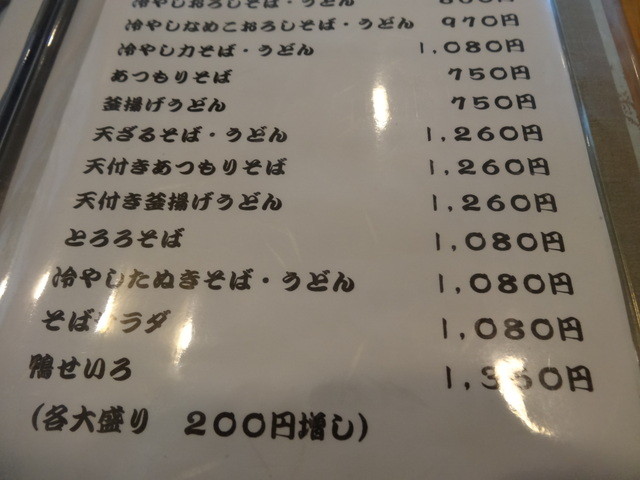 冷やしおろしそば・うどん 860円
冷やしなめこおろしそば・うどん 970円
冷やし力そば・うどん 1,080円
あつもりそば 750円
釜揚げうどん 750円
天ざるそば・うどん 1,260円
天付きあつもりそば 1,260円
天付き釜揚げうどん 1,260円
とろろそば 1,080円
冷やしたぬきそば・うどん 1,080円
そばサラダ 1,080円
鴨せいろ 1,350円
(各大盛り 200円増し)